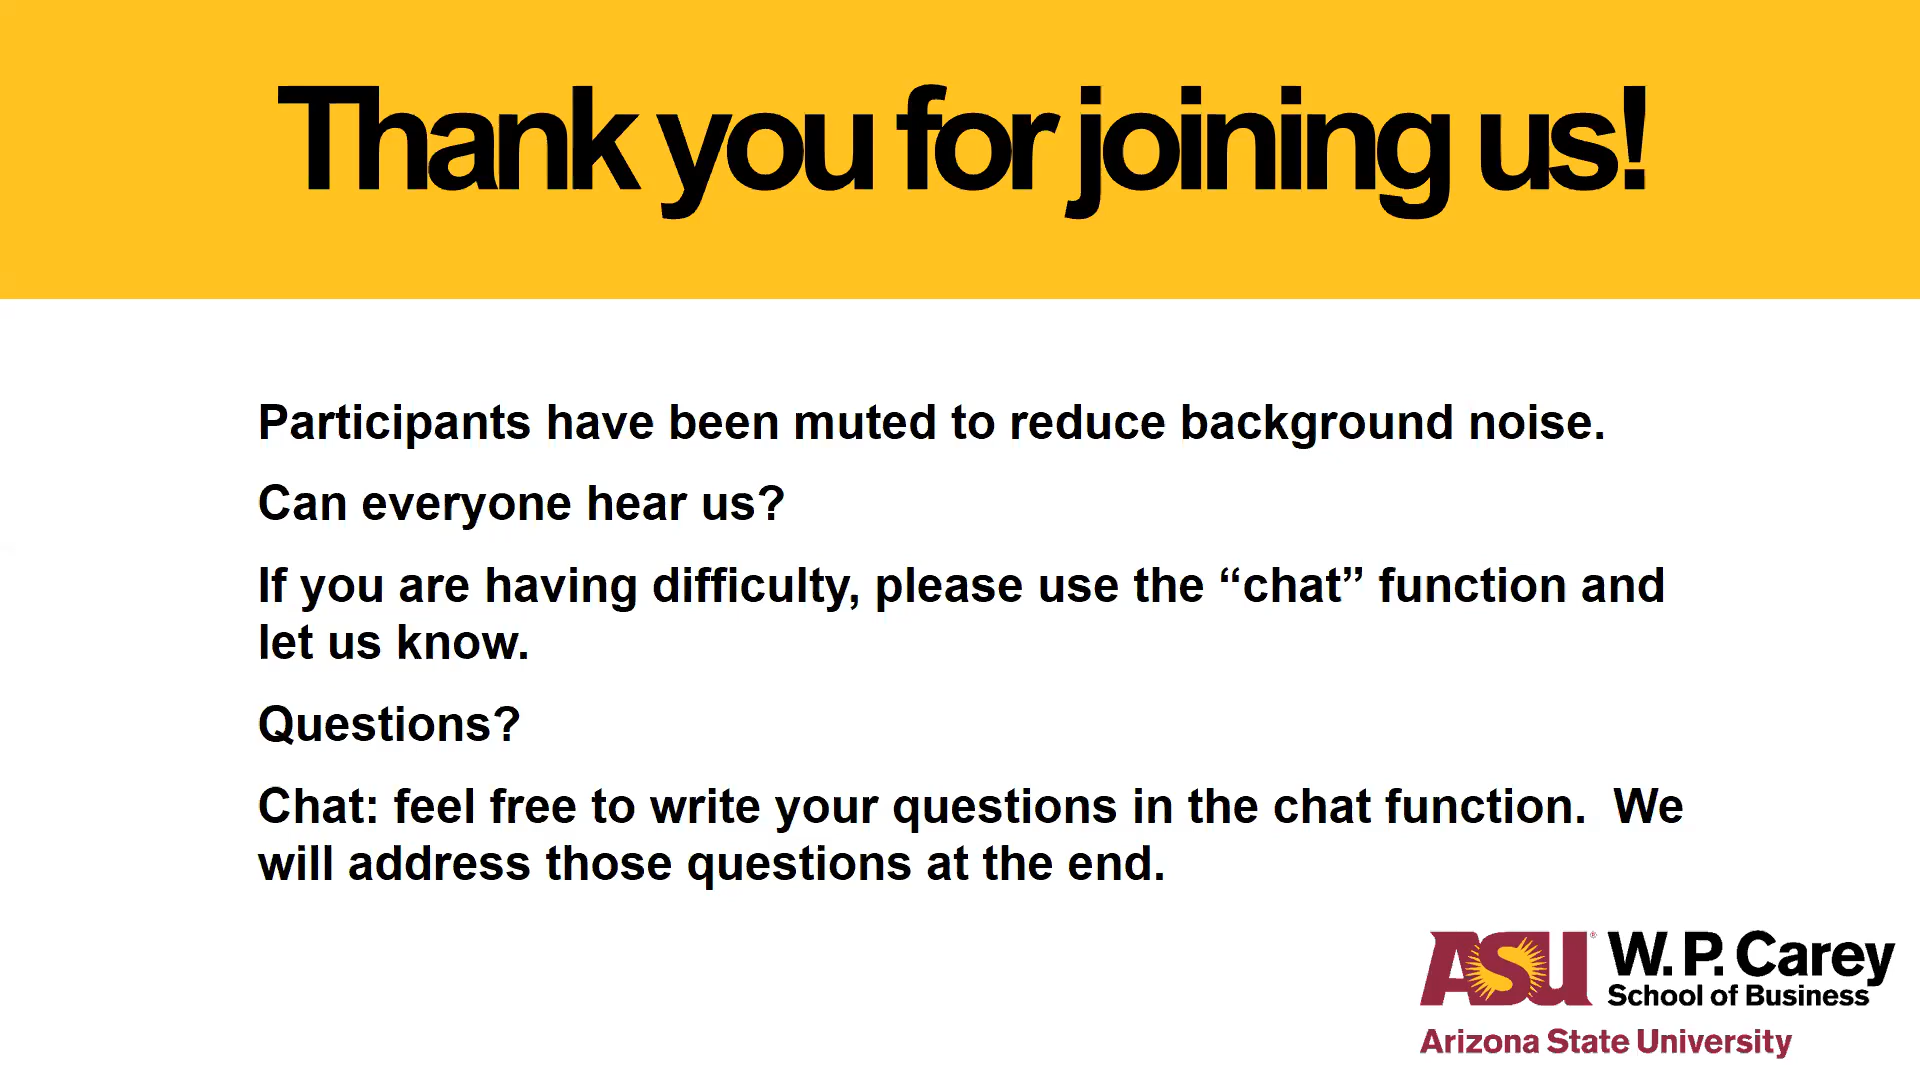 Thank you for joining us!
Participants have been muted to reduce background noise.
Can everyone hear us?
If you are having difficulty, please use the “chat” function and
let us know.
Questions?
Chat: feel free to write your questions in the chat function.  We
will address those questions at the end.
ASU® W. P. Carey
School of Business
Arizona State University